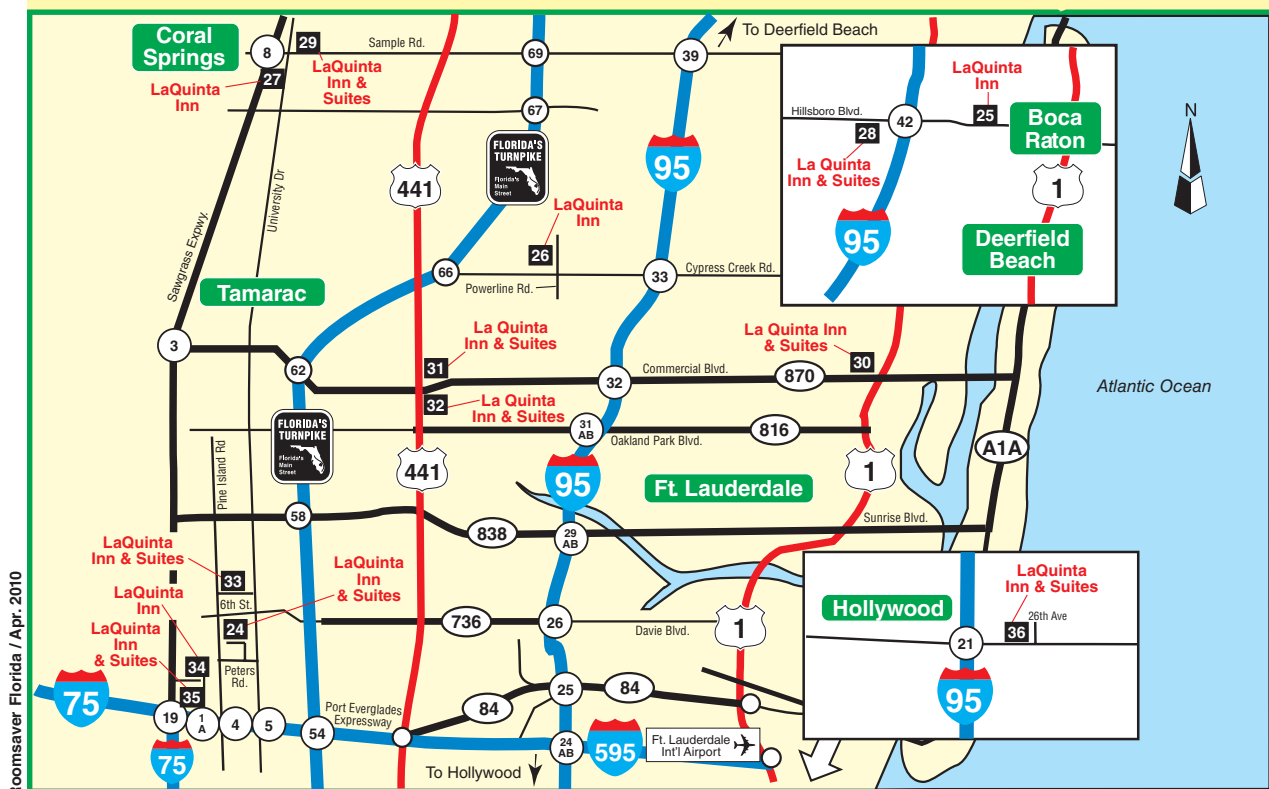 Coral
Springs
8
29
Sample Rd.
69
39
To Deerfield Beach
27
LaQuinta
Inn
LaQuinta
Inn &
Suites
67
FLORIDA'S
TURNPIKE
Florida's
Main
Street
441
95
University Dr
Sawgrass Expwy.
LaQuinta
Inn
26
66
33
Cypress Creek Rd.
Powerline Rd.
Tamarac
LaQuinta
Inn
Hillsboro Blvd.
42
25
28
La Quinta
Inn & Suites
Boca
Raton
1
95
Deerfield
Beach
N
3
62
La Quinta
Inn & Suites
31
32
Commercial Blvd.
870
La Quinta Inn
& Suites
30
32
La Quinta
Inn & Suites
31
AB
Oakland Park Blvd.
816
Atlantic Ocean
FLORIDA'S
TURNPIKE
Florida's
Main
Street
Pine Island Rd
441
95
Ft. Lauderdale
1
A1A
58
838
29
AB
Sunrise Blvd.
LaQuinta
Inn & Suites
33
6th St.
LaQuinta
Inn
& Suites
24
LaQuinta
Inn
LaQuinta
Inn
& Suites
34
35
Peters
Rd.
736
26
Davie Blvd.
1
Hollywood
LaQuinta
Inn & Suites
36
26th Ave
21
95
75
19
1
A
4
5
54
Port Everglades
Expressway
84
25
84
75
24
AB
595
Ft. Lauderdale
Int'l Airport
To Hollywood
Roomsaver Florida / Apr. 2010